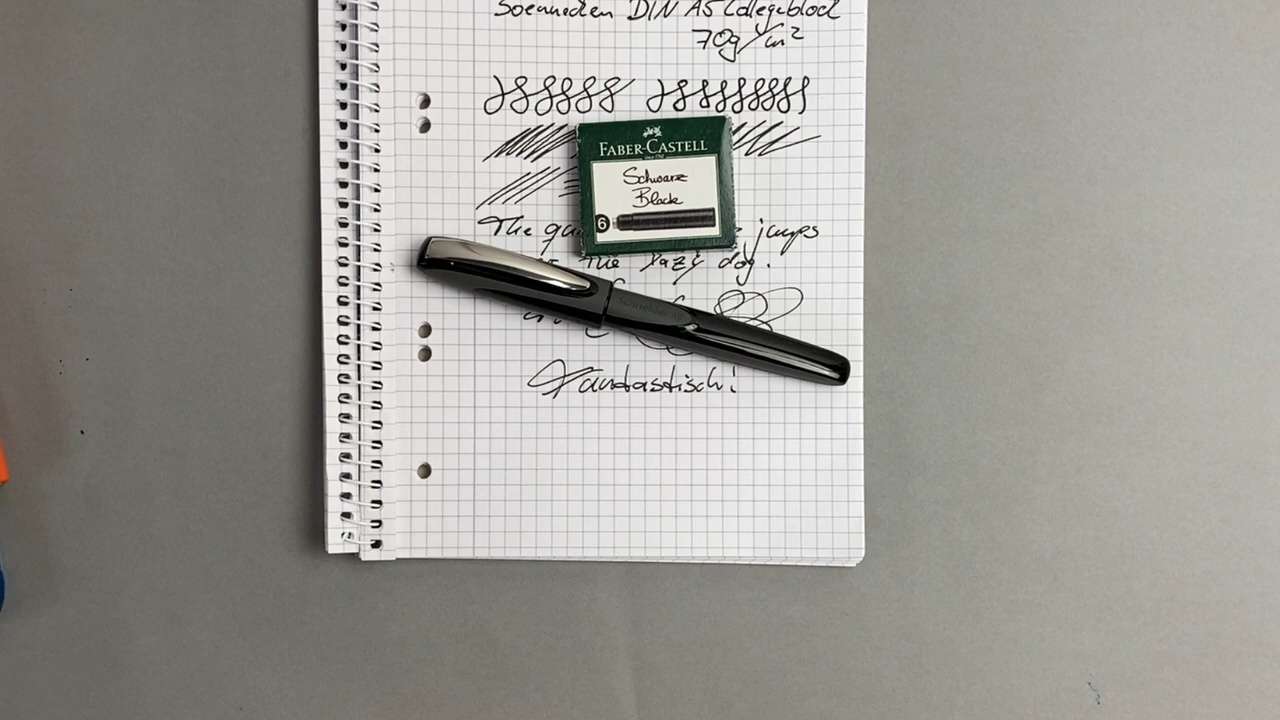 Soennecken DIN A5 Collegeblock
70g/m²
FABER-CASTELL
since 1761
Schwarz
Black
6
The jumps
the lazy dog.
Schneider
fantastisch!